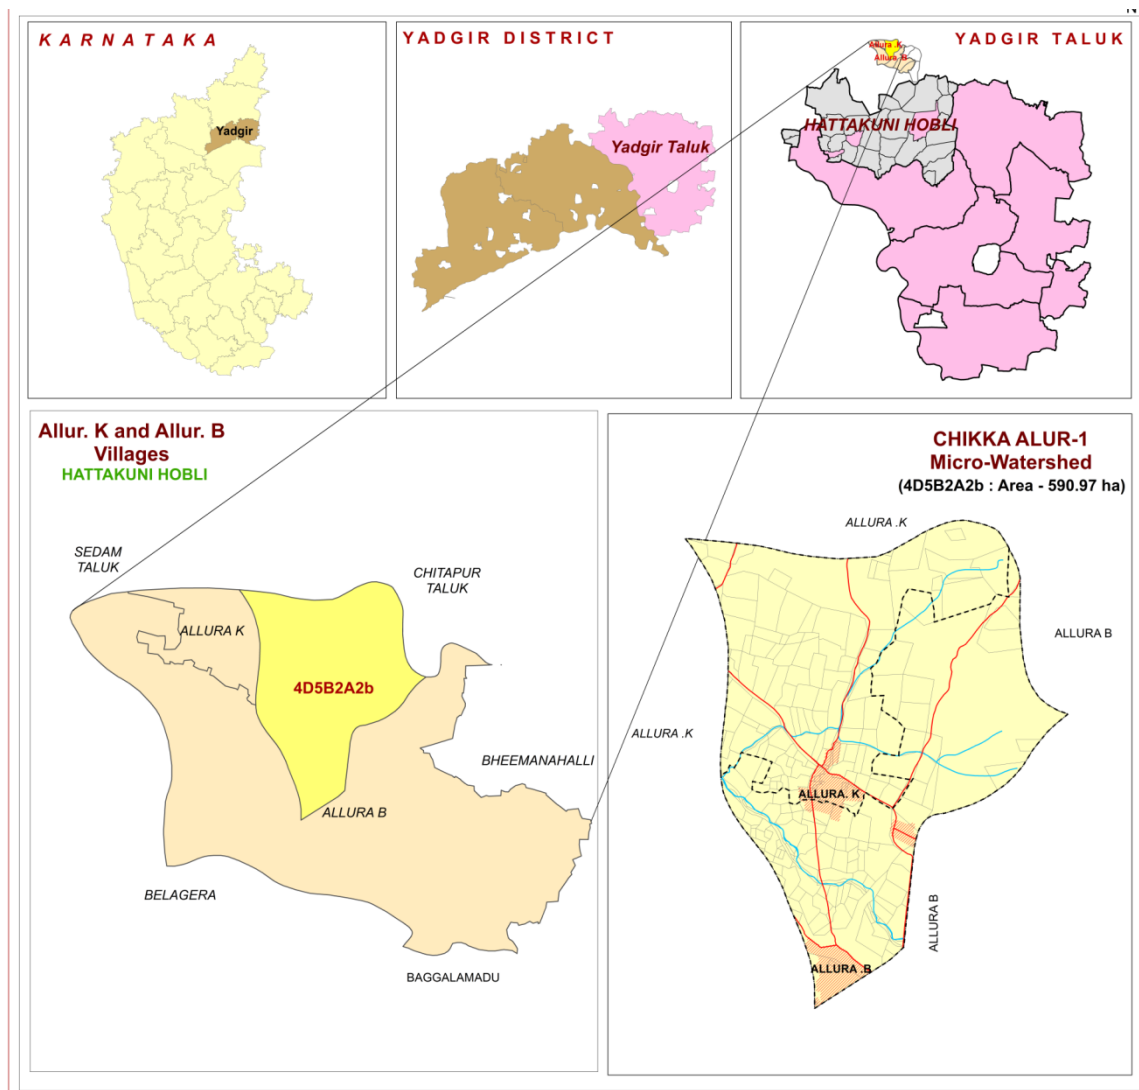 N
KARNATAKA
Yadgir
YADGIR DISTRICT
Yadgir Taluk
YADGIR TALUK
Allura .K
Allura .B
HATTAKUNI HOBLI
Allur. K and Allur. B
Villages
HATTAKUNI HOBLI
SEDAM
TALUK
CHITAPUR
TALUK
ALLURA K
4D5B2A2b
BHEEMANAHALLI
ALLURA B
BELAGERA
BAGGALAMADU
CHIKKA ALUR-1
Micro-Watershed
(4D5B2A2b : Area - 590.97 ha)
ALLURA .K
ALLURA B
ALLURA .K
ALLURA. K
ALLURA B
ALLURA .B